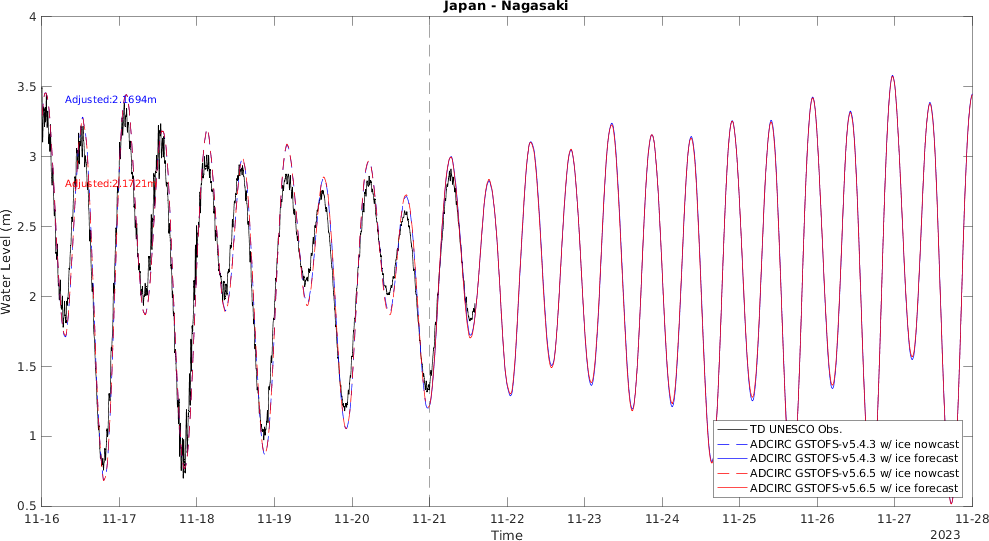 Japan - Nagasaki
4
3.5
3
2.5
2
1.5
1
0.5
Water Level (m)
Adjusted:2.1694m
Adjusted:2.1721m
TD UNESCO Obs.
ADCIRC GSTOFS-v5.4.3 w/ ice nowcast
ADCIRC GSTOFS-v5.4.3 w/ ice forecast
ADCIRC GSTOFS-v5.6.5 w/ ice nowcast
ADCIRC GSTOFS-v5.6.5 w/ ice forecast
11-16 11-17 11-18 11-19 11-20 11-21 11-22 11-23 11-24 11-25 11-26 11-27 11-28
Time
2023